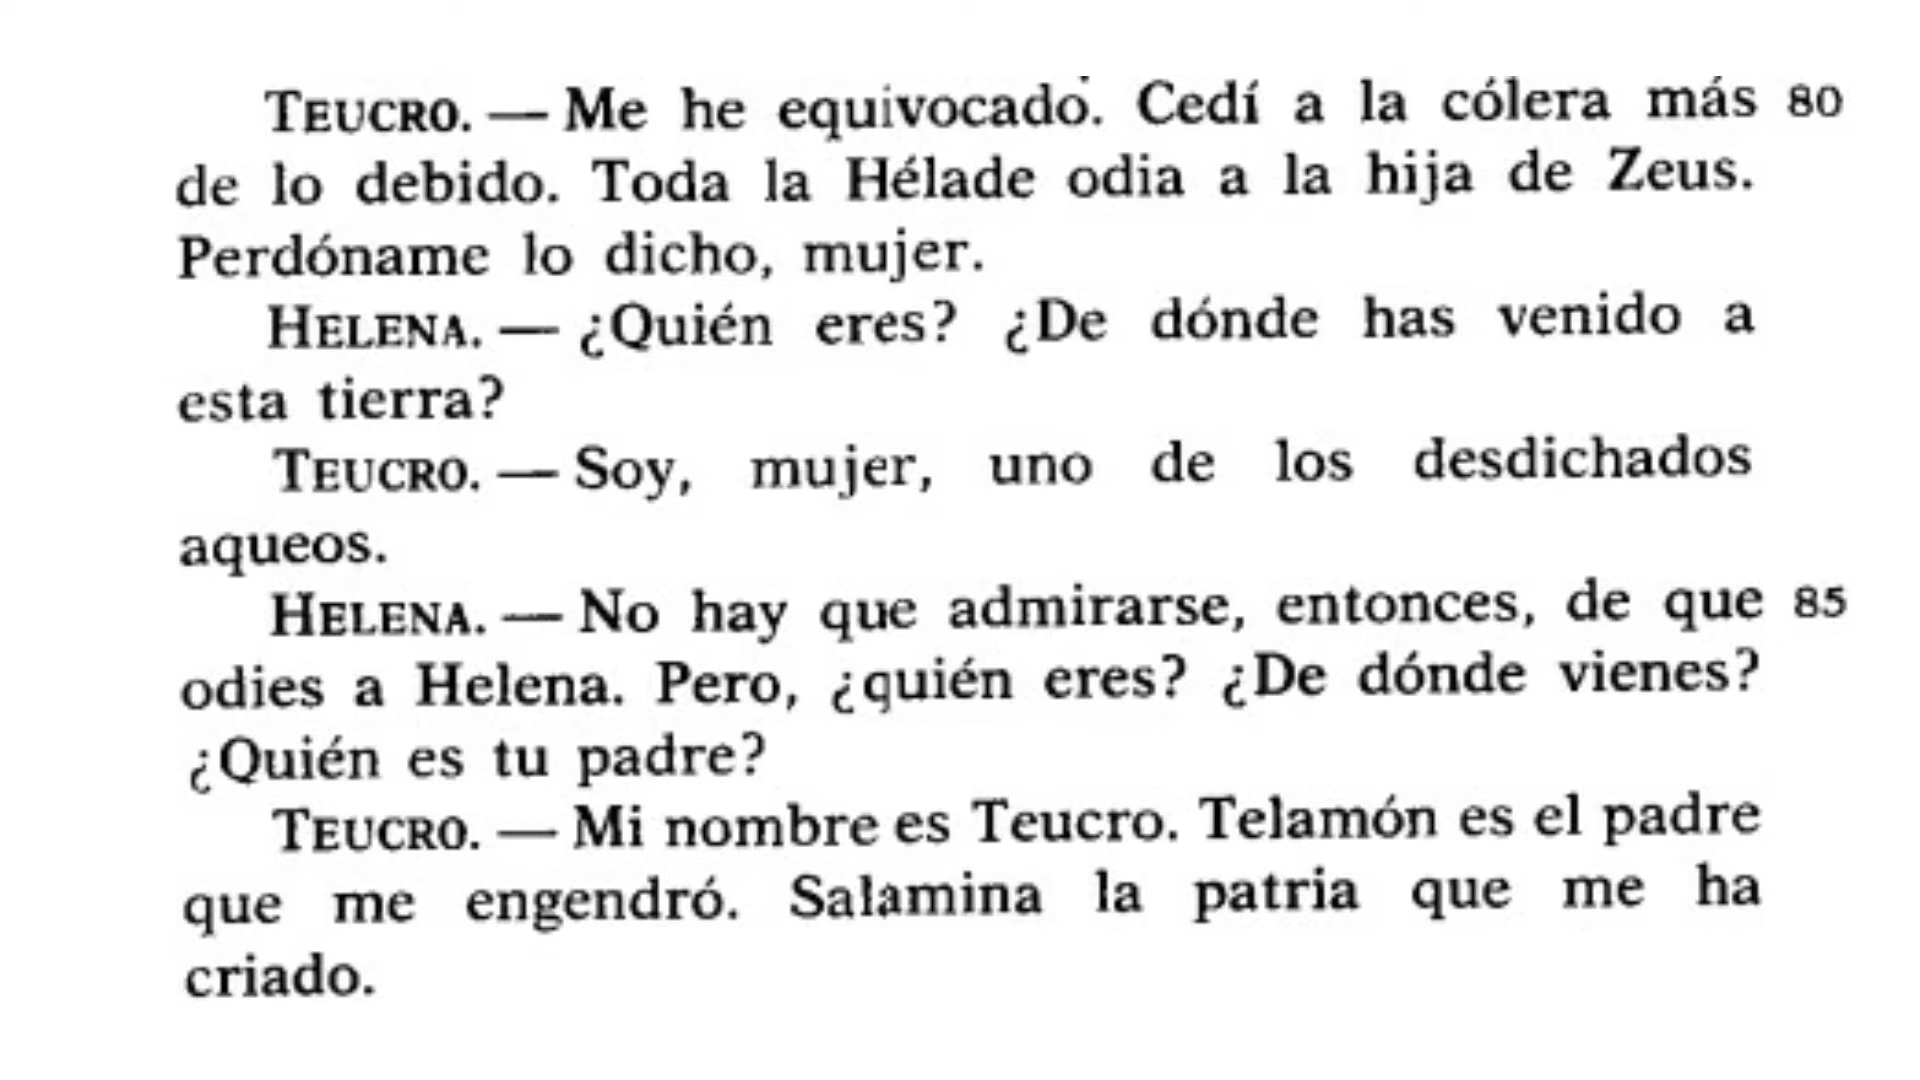 TEUCRO. — Me he equivocado. Cedí a la cólera más 80
de lo debido. Toda la Hélade odia a la hija de Zeus.
Perdóname lo dicho, mujer.
HELENA. — ¿Quién eres? ¿De dónde has venido a
esta tierra?
TEUCRO. — Soy, mujer, uno de los desdichados
aqueos.
HELENA. — No hay que admirarse, entonces, de que 85
odies a Helena. Pero, ¿quién eres? ¿De dónde vienes?
¿Quién es tu padre?
TEUCRO. — Mi nombre es Teucro. Telamón es el padre
que me engendró. Salamina la patria que me ha
criado.